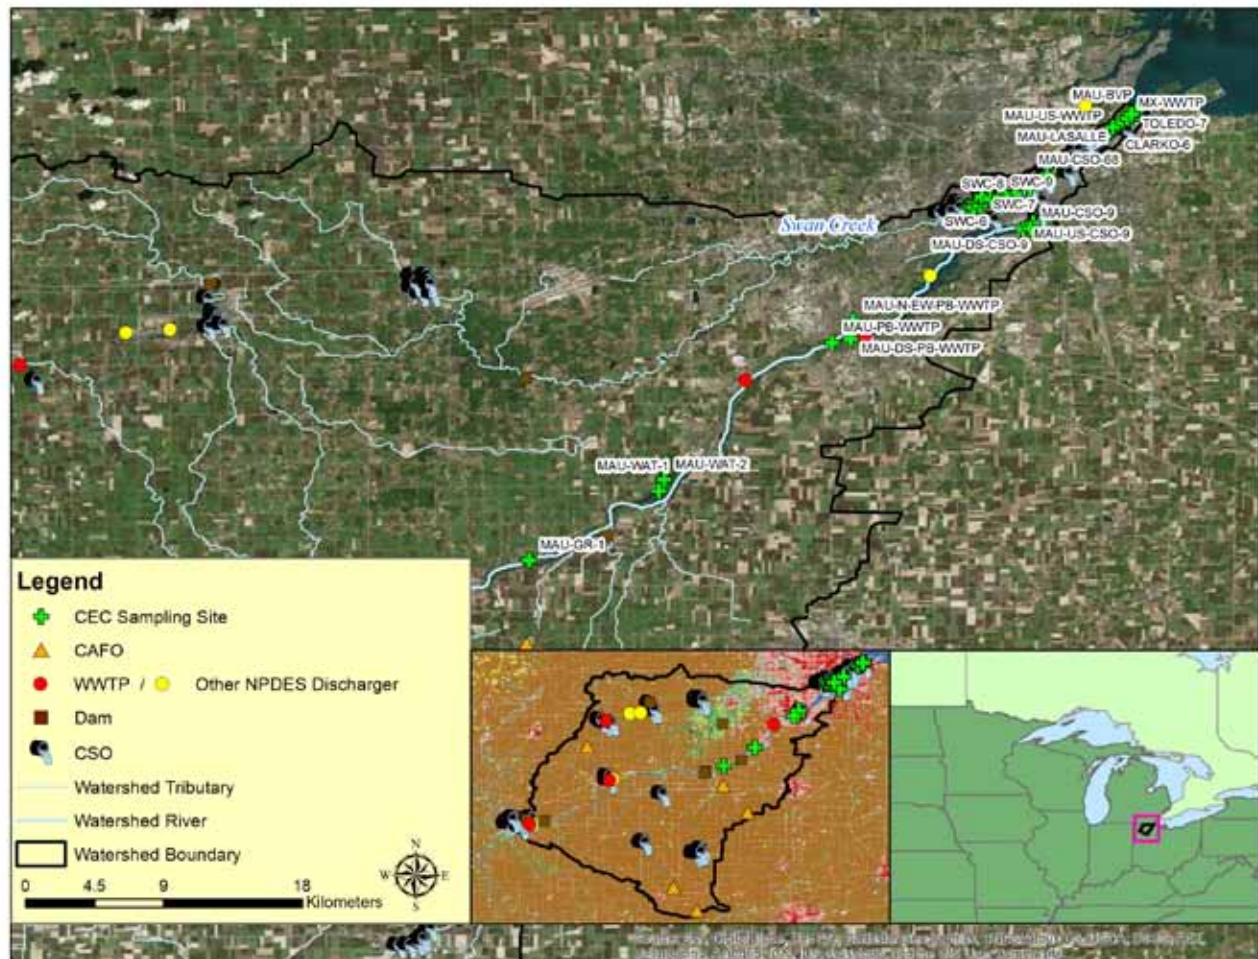 MAU-BVP
MX-WWTP
MAU-US-WWTP
TOLEDO-7
MAU-LASALLE
CLARKO-6
MAU-CSO-68
SWC-8
SWC-9
SWC-7
SWC-6
MAU-CSO-9
Swan Creek
MAU-US-CSO-9
MAU-DS-CSO-9
MAU-N-EW-PB-WWTP
MAU-PB-WWTP
MAU-DS-PB-WWTP
MAU-WAT-1
MAU-WAT-2
MAU-GR-1
Legend
CEC Sampling Site
CAFO
WWTP / Other NPDES Discharger
Dam
CSO
Watershed Tributary
Watershed River
Watershed Boundary
N
W E
S
0 4.5 9 18
Kilometers